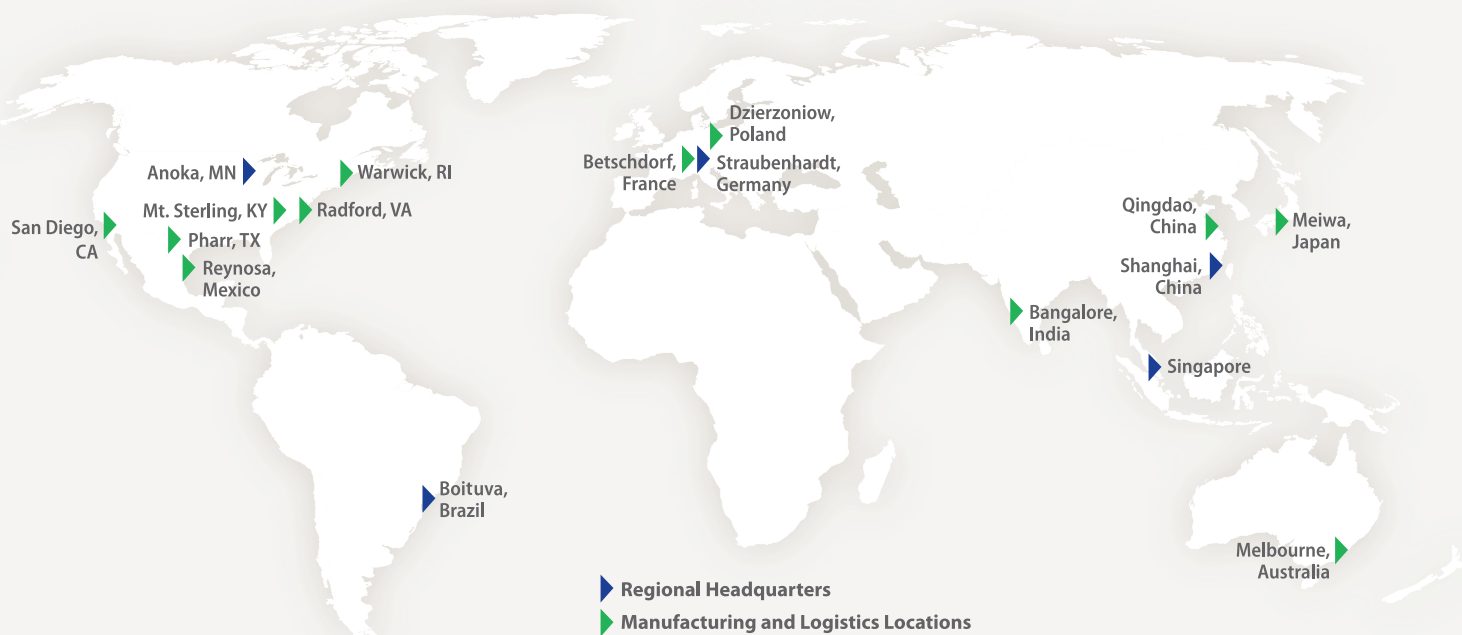 Anoka, MN
Warwick, RI
Mt. Sterling, KY
Radford, VA
San Diego,
CA
Pharr, TX
Reynosa,
Mexico
Boituva,
Brazil
Dzierzoniow,
Poland
Betschdorf,
France
Straubenhardt,
Germany
Qingdao,
China
Meiwa,
Japan
Shanghai,
China
Bangalore,
India
Singapore
Melbourne,
Australia
Regional Headquarters
Manufacturing and Logistics Locations